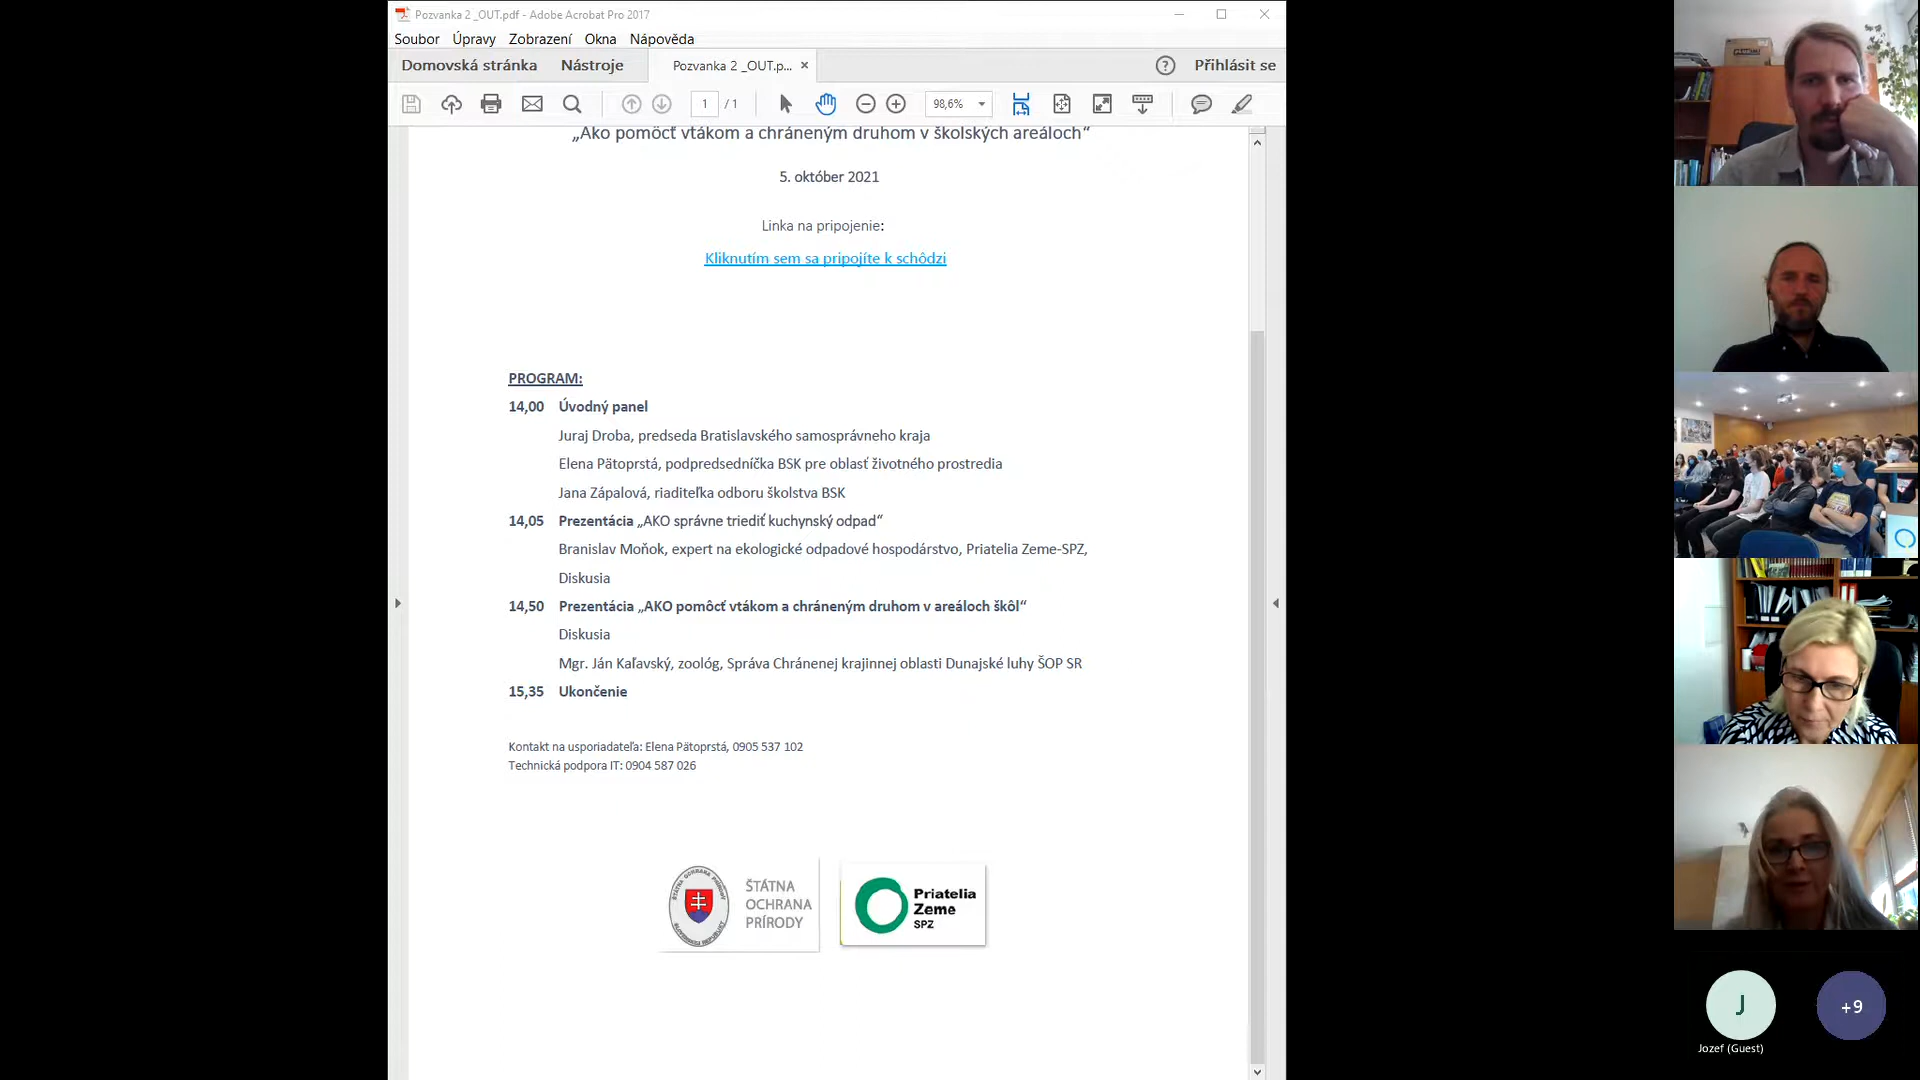 Pozvanka 2 _OUT.pdf - Adobe Acrobat Pro 2017
Soubor Úpravy Zobrazení Okna Nápověda
Domovská stránka Nástroje Pozvanka 2 _OUT.p... × Přihlásit se
1 / 1 98,6%
„Ako pomôcť vtákom a chráneným druhom v školských areáloch“
5. október 2021
Linka na pripojenie:
Kliknutím sem sa pripojíte k schôdzi
PROGRAM:
14,00 Úvodný panel
Juraj Droba, predseda Bratislavského samosprávneho kraja
Elena Pätoprstá, podpredsedníčka BSK pre oblasť životného prostredia
Jana Zápalová, riaditeľka odboru školstva BSK
14,05 Prezentácia „AKO správne triediť kuchynský odpad“
Branislav Moňok, expert na ekologické odpadové hospodárstvo, Priatelia Zeme-SPZ,
Diskusia
14,50 Prezentácia „AKO pomôcť vtákom a chráneným druhom v areáloch škôl“
Diskusia
Mgr. Ján Kaľavský, zoológ, Správa Chránenej krajinnej oblasti Dunajské luhy ŠOP SR
15,35 Ukončenie
Kontakt na usporiadateľa: Elena Pätoprstá, 0905 537 102
Technická podpora IT: 0904 587 026
ŠTÁTNA
OCHRANA
PRÍRODY
Priatelia
Zeme
SPZ
J
+9
Jozef (Guest)